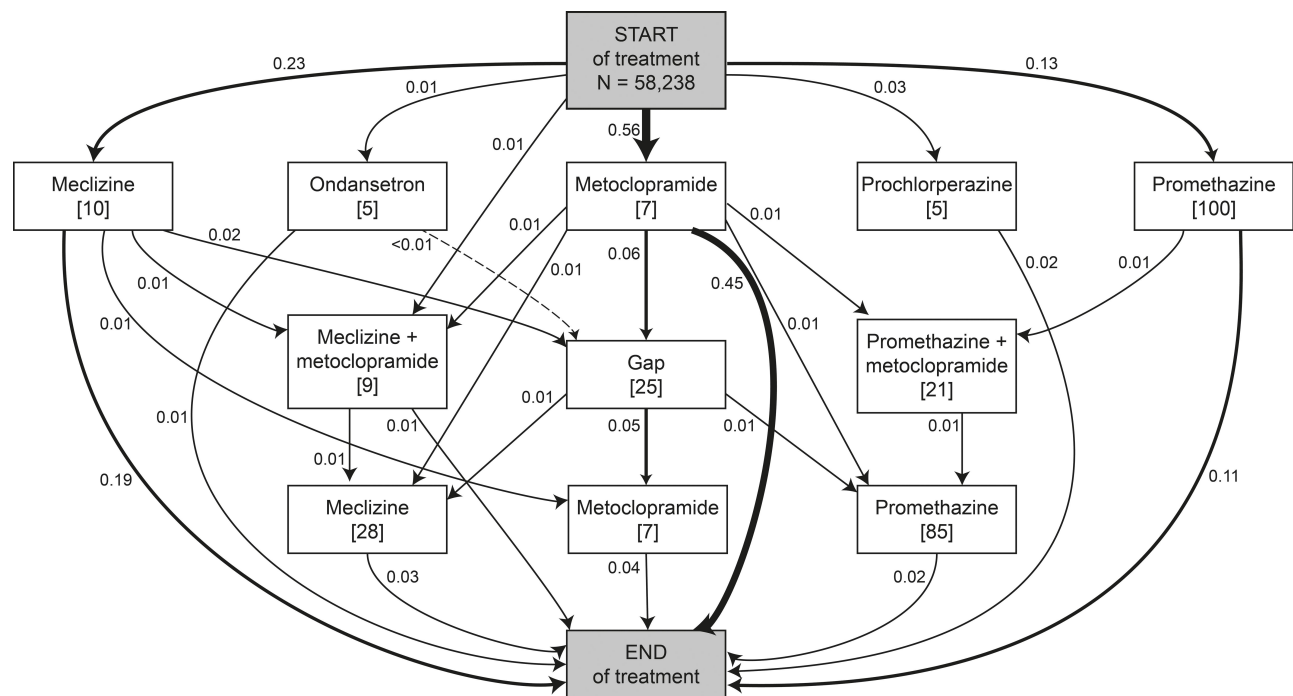 START
of treatment
N = 58,238
0.23
0.01
0.01
0.56
0.03
0.13
Meclizine
[10]
Ondansetron
[5]
Metoclopramide
[7]
Prochlorperazine
[5]
Promethazine
[100]
0.02
<0.01
0.01
0.01
0.06
0.45
0.01
0.02
0.01
0.01
0.01
0.01
Meclizine +
metoclopramide
[9]
Gap
[25]
Promethazine +
metoclopramide
[21]
0.01
0.19
0.01
0.01
0.01
0.05
0.01
0.01
0.11
Meclizine
[28]
Metoclopramide
[7]
Promethazine
[85]
0.03
0.04
0.02
END
of treatment